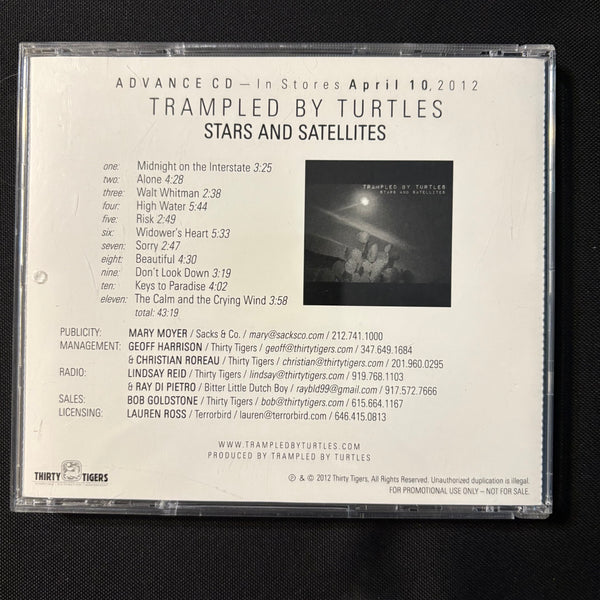 ADVANCE CD – In Stores April 10, 2012
TRAMPLED BY TURTLES
STARS AND SATELLITES
one: Midnight on the Interstate 3:25
two: Alone 4:28
three: Walt Whitman 2:38
four: High Water 5:44
five: Risk 2:49
six: Widower's Heart 5:33
seven: Sorry 2:47
eight: Beautiful 4:30
nine: Don't Look Down 3:19
ten: Keys to Paradise 4:02
eleven: The Calm and the Crying Wind 3:58
total: 43:19
TRAMPLED BY TURTLES
STARS AND SATELLITES
PUBLICITY: MARY MOYER / Sacks & Co. / mary@sacksco.com / 212.741.1000
MANAGEMENT: GEOFF HARRISON / Thirty Tigers / geoff@thirtytigers.com / 347.649.1684
& CHRISTIAN ROREAU / Thirty Tigers / christian@thirtytigers.com / 201.960.0295
RADIO: LINDSAY REID / Thirty Tigers / lindsay@thirtytigers.com / 919.768.1103
& RAY DI PIETRO / Bitter Little Dutch Boy / raybld99@gmail.com / 917.572.7666
SALES: BOB GOLDSTONE / Thirty Tigers / bob@thirtytigers.com / 615.664.1167
LICENSING: LAUREN ROSS / Terrorbird / lauren@terrorbird.com / 646.415.0813
WWW.TRAMPLEDBYTURTLES.COM
PRODUCED BY TRAMPLED BY TURTLES
THIRTY TIGERS
℗ & © 2012 Thirty Tigers, All Rights Reserved. Unauthorized duplication is illegal.
FOR PROMOTIONAL USE ONLY – NOT FOR SALE.